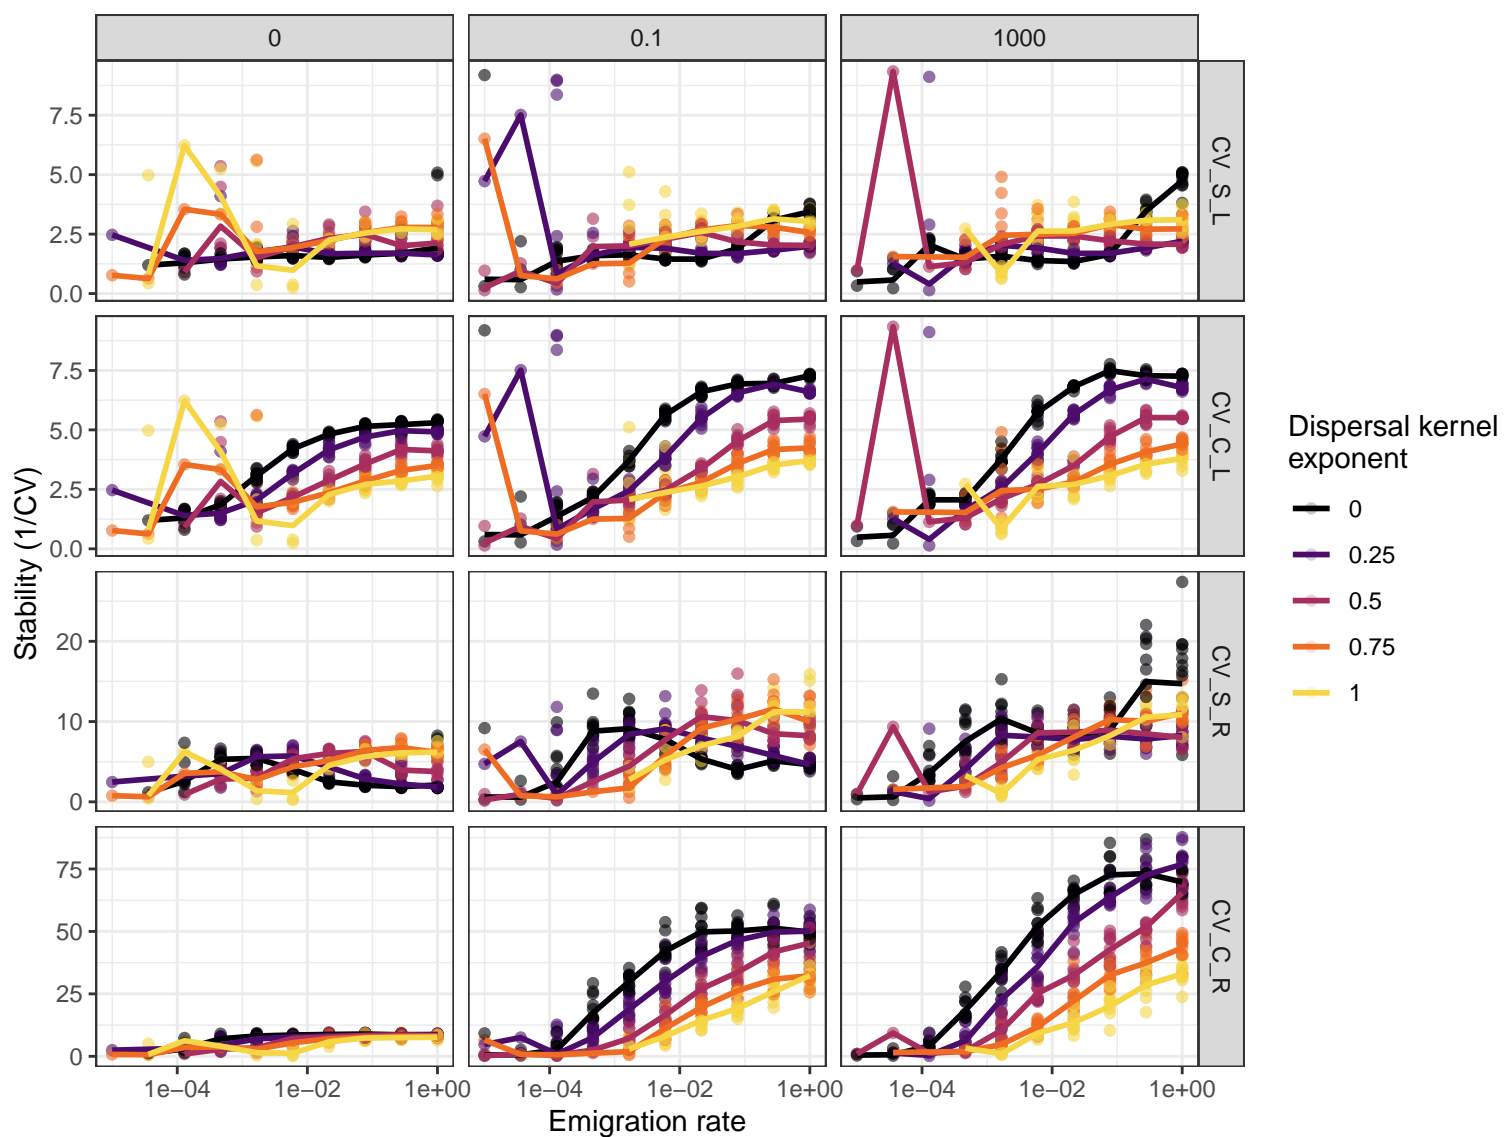 0 0.1 1000
7.5
5.0
2.5
0.0
CV_S_L
7.5
5.0
2.5
0.0
CV_C_L
20
10
0
CV_S_R
75
50
25
0
CV_C_R
1e−04 1e−02 1e+00 1e−04 1e−02 1e+00 1e−04 1e−02 1e+00
Emigration rate
Stability (1/CV)
Dispersal kernel
exponent
0
0.25
0.5
0.75
1